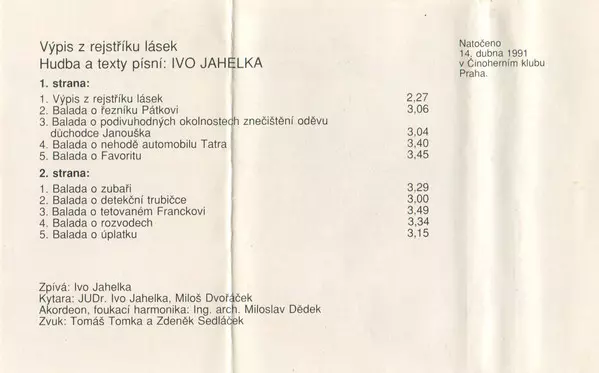 Výpis z rejstříku lásek
Hudba a texty písní: IVO JAHELKA
1. strana:
1. Výpis z rejstříku lásek 2,27
2. Balada o řezníku Pátkovi 3,06
3. Balada o podivuhodných okolnostech znečištění oděvu
důchodce Janouška 3,04
4. Balada o nehodě automobilu Tatra 3,40
5. Balada o Favoritu 3,45
2. strana:
1. Balada o zubaři 3,29
2. Balada o detekční trubičce 3,00
3. Balada o tetovaném Franckovi 3,49
4. Balada o rozvodech 3,34
5. Balada o úplatku 3,15
Zpívá: Ivo Jahelka
Kytara: JUDr. Ivo Jahelka, Miloš Dvořáček
Akordeon, foukací harmonika: Ing. arch. Miloslav Dědek
Zvuk: Tomáš Tomka a Zdeněk Sedláček
Natočeno
14. dubna 1991
v Činoherním klubu
Praha.